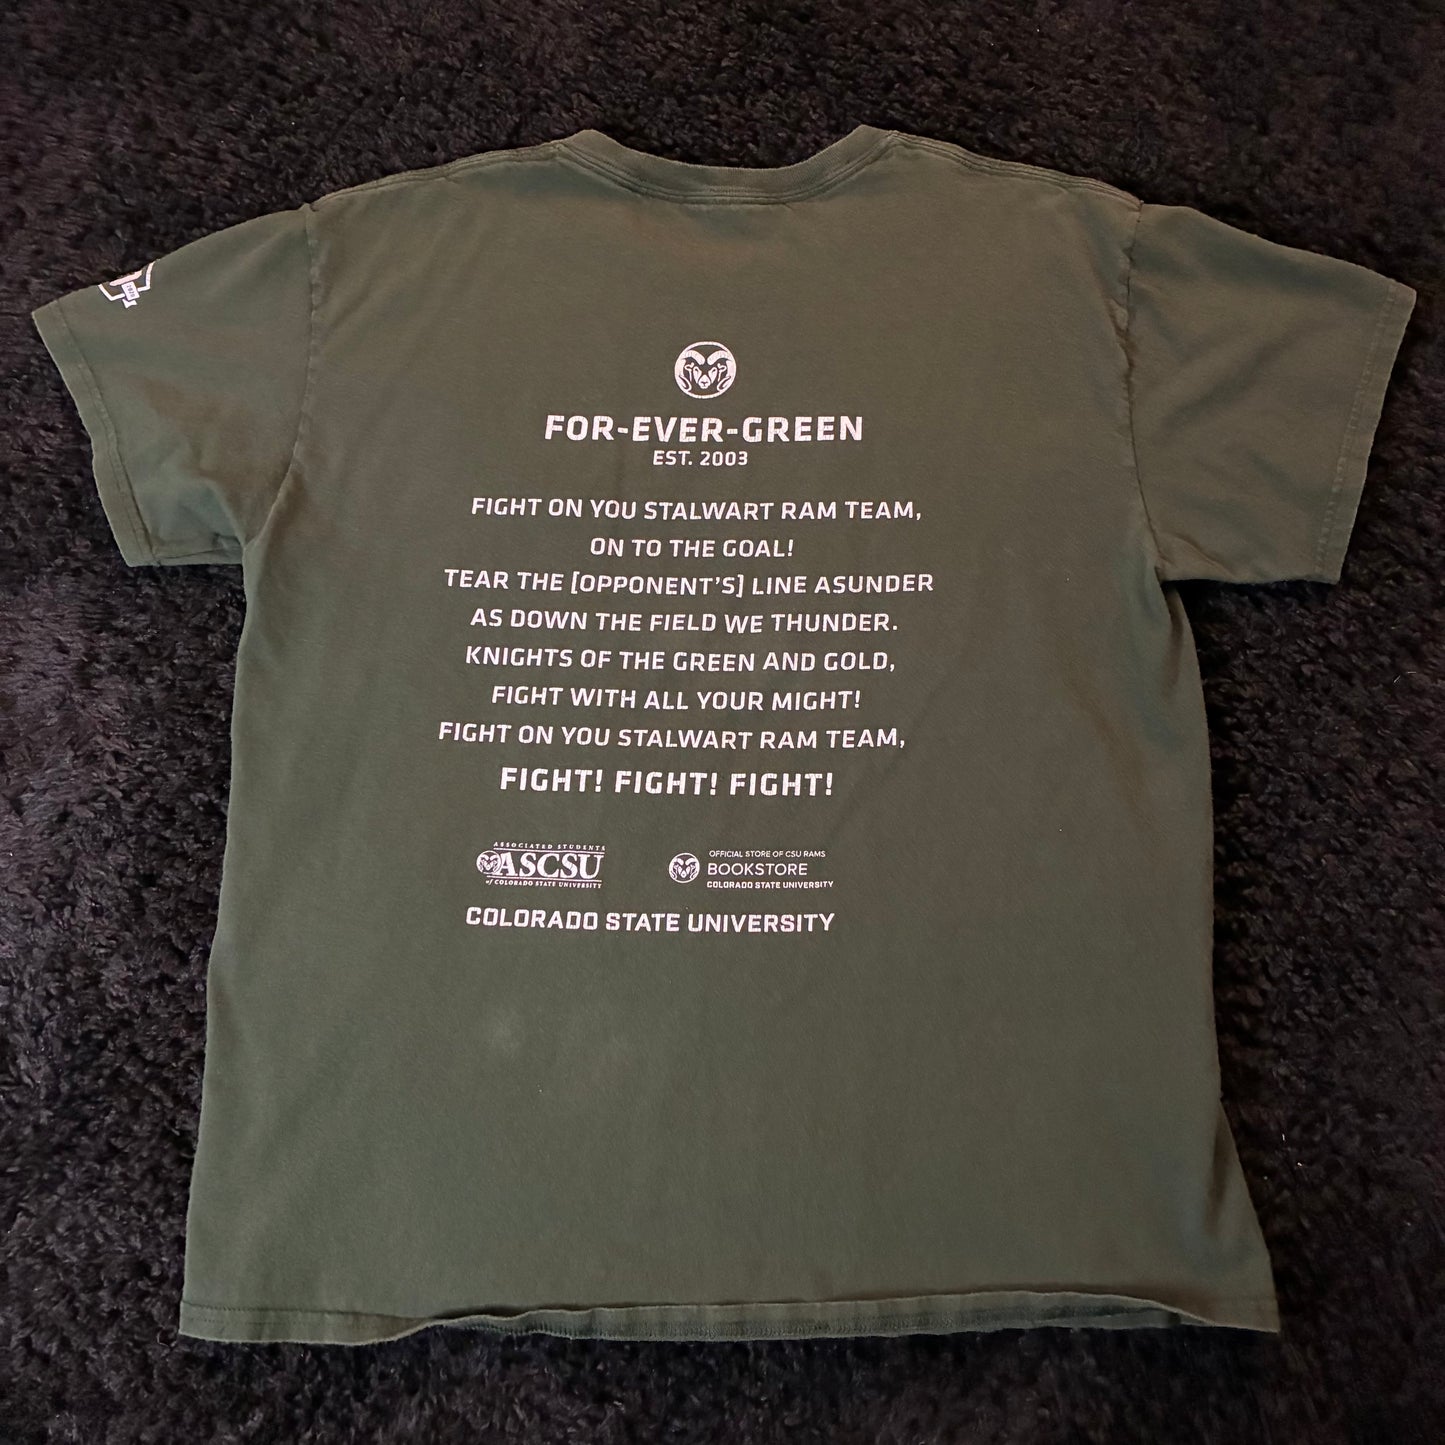 FOR-EVER-GREEN
EST. 2003
FIGHT ON YOU STALWART RAM TEAM,
ON TO THE GOAL!
TEAR THE [OPPONENT'S] LINE ASUNDER
AS DOWN THE FIELD WE THUNDER.
KNIGHTS OF THE GREEN AND GOLD,
FIGHT WITH ALL YOUR MIGHT!
FIGHT ON YOU STALWART RAM TEAM,
FIGHT! FIGHT! FIGHT!
ASSOCIATED STUDENTS
ASCSU
of COLORADO STATE UNIVERSITY
OFFICIAL STORE OF CSU RAMS
BOOKSTORE
COLORADO STATE UNIVERSITY
COLORADO STATE UNIVERSITY